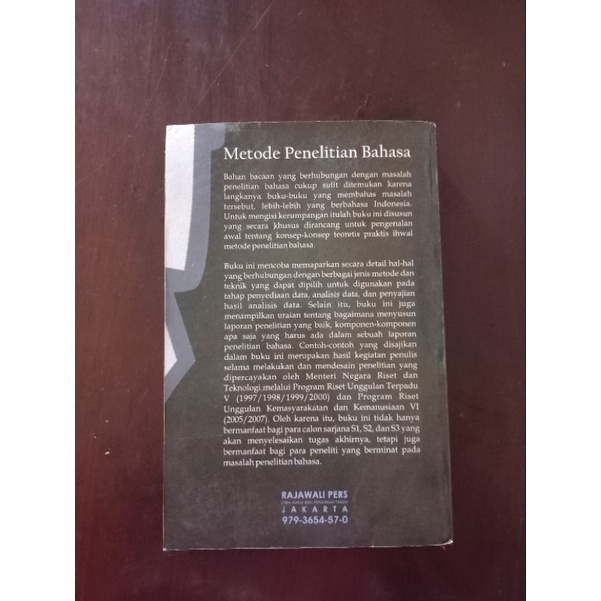 Metode Penelitian Bahasa
Bahan bacaan yang berhubungan dengan masalah
penelitian bahasa cukup sulit ditemukan karena
langkanya buku-buku yang membahas masalah
tersebut, lebih-lebih yang berbahasa Indonesia.
Untuk mengisi kerumpangan itulah buku ini disusun
yang secara khusus dirancang untuk pengenalan
awal tentang konsep-konsep teoretis praktis ihwal
metode penelitian bahasa.
Buku ini mencoba memaparkan secara detail hal-hal
yang berhubungan dengan berbagai jenis metode dan
teknik yang dapat dipilih untuk digunakan pada
tahap penyediaan data, analisis data, dan penyajian
hasil analisis data. Selain itu, buku ini juga
menampilkan uraian tentang bagaimana menyusun
laporan penelitian yang baik, komponen-komponen
apa saja yang harus ada dalam sebuah laporan
penelitian bahasa. Contoh-contoh yang disajikan
dalam buku ini merupakan hasil kegiatan penulis
selama melakukan dan mendesain penelitian yang
dipercayakan oleh Menteri Negara Riset dan
Teknologi,melalui Program Riset Unggulan Terpadu
V (1997/1998/1999/2000) dan Program Riset
Unggulan Kemasyarakatan dan Kemanusiaan VI
(2005/2007). Oleh karena itu, buku ini tidak hanya
bermanfaat bagi para calon sarjana S1, S2, dan S3 yang
akan menyelesaikan tugas akhirnya, tetapi juga
bermanfaat bagi para peneliti yang berminat pada
masalah penelitian bahasa.
RAJAWALI PERS
JAKARTA
979-3654-57-0